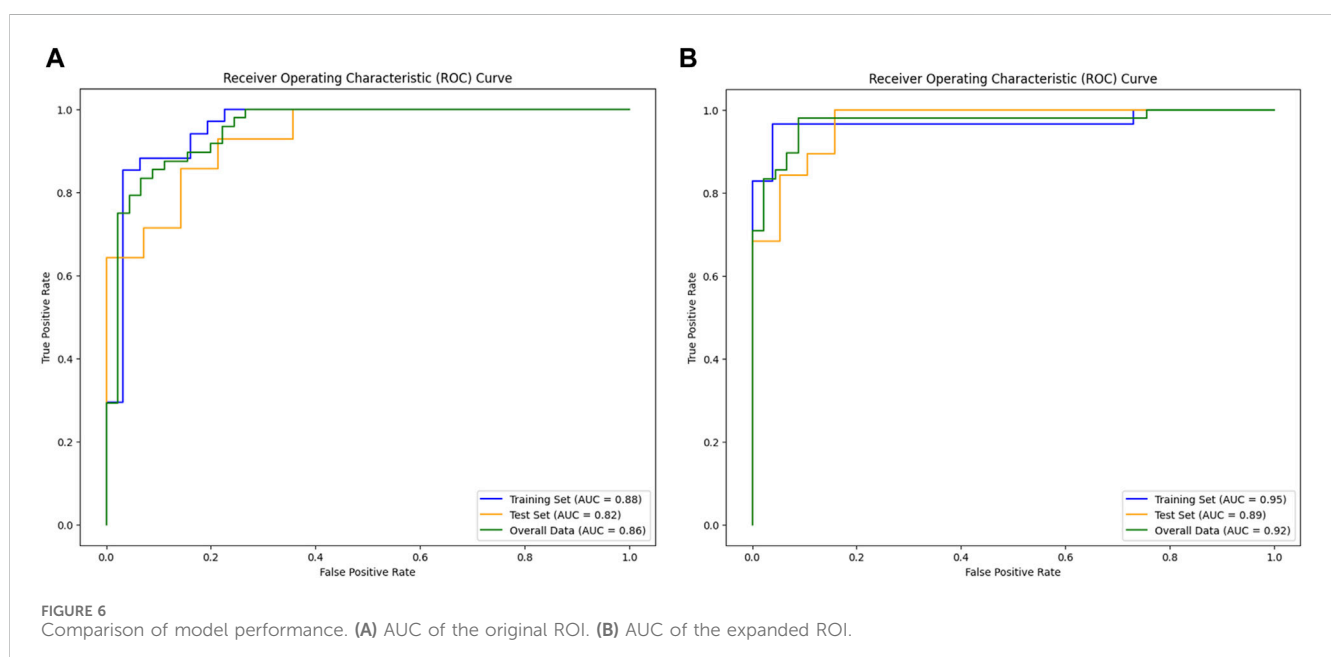 A
Receiver Operating Characteristic (ROC) Curve
True Positive Rate
1.0
0.8
0.6
0.4
0.2
0.0
0.0 0.2 0.4 0.6 0.8 1.0
False Positive Rate
Training Set (AUC = 0.88)
Test Set (AUC = 0.82)
Overall Data (AUC = 0.86)
B
Receiver Operating Characteristic (ROC) Curve
True Positive Rate
1.0
0.8
0.6
0.4
0.2
0.0
0.0 0.2 0.4 0.6 0.8 1.0
False Positive Rate
Training Set (AUC = 0.95)
Test Set (AUC = 0.89)
Overall Data (AUC = 0.92)
FIGURE 6
Comparison of model performance. (A) AUC of the original ROI. (B) AUC of the expanded ROI.